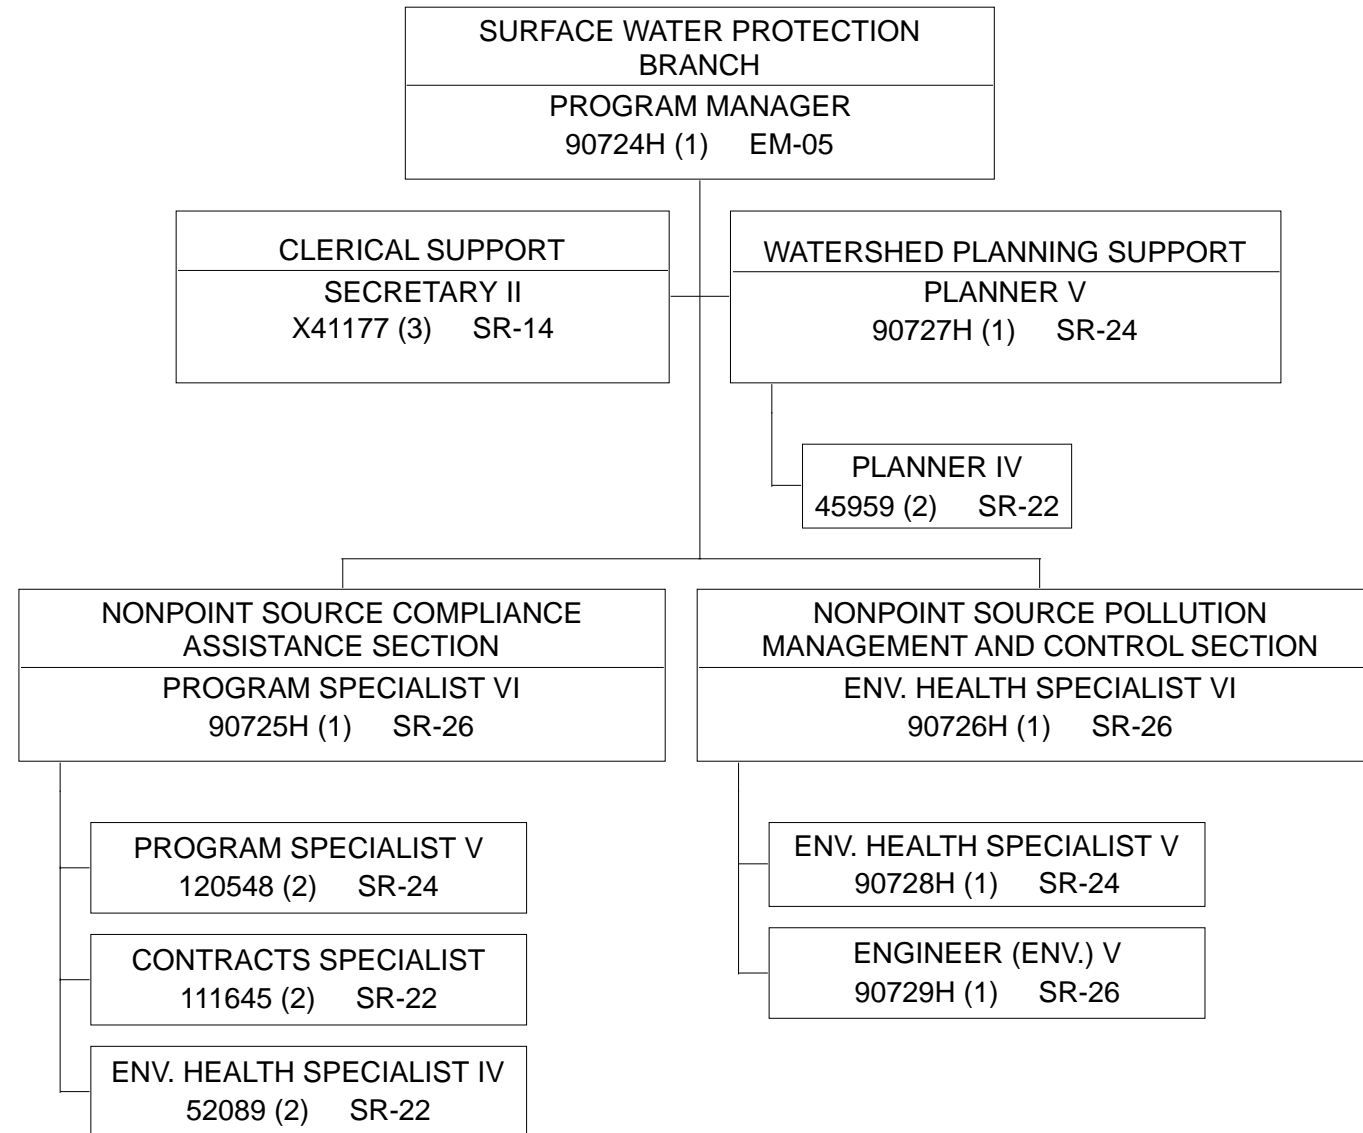 SURFACE WATER PROTECTION
BRANCH
PROGRAM MANAGER
90724H (1) EM-05
CLERICAL SUPPORT
SECRETARY II
X41177 (3) SR-14
WATERSHED PLANNING SUPPORT
PLANNER V
90727H (1) SR-24
PLANNER IV
45959 (2) SR-22
NONPOINT SOURCE COMPLIANCE
ASSISTANCE SECTION
PROGRAM SPECIALIST VI
90725H (1) SR-26
PROGRAM SPECIALIST V
120548 (2) SR-24
CONTRACTS SPECIALIST
111645 (2) SR-22
ENV. HEALTH SPECIALIST IV
52089 (2) SR-22
NONPOINT SOURCE POLLUTION
MANAGEMENT AND CONTROL SECTION
ENV. HEALTH SPECIALIST VI
90726H (1) SR-26
ENV. HEALTH SPECIALIST V
90728H (1) SR-24
ENGINEER (ENV.) V
90729H (1) SR-26